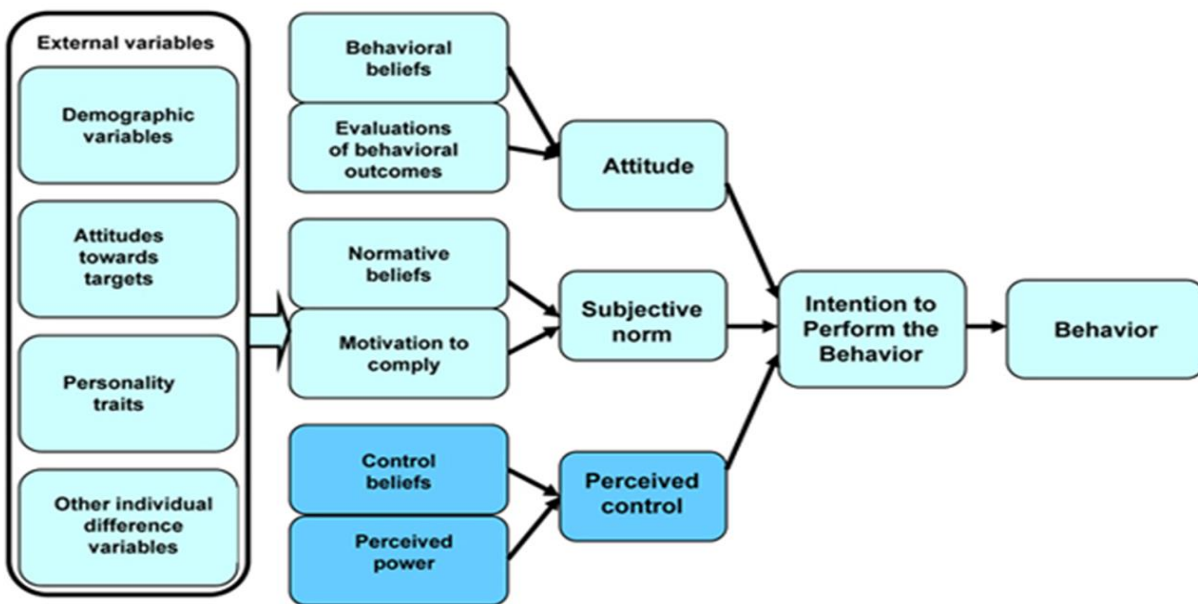 External variables
Demographic
variables
Attitudes
towards
targets
Personality
traits
Other individual
difference
variables
Behavioral
beliefs
Evaluations
of behavioral
outcomes
Normative
beliefs
Motivation to
comply
Control
beliefs
Perceived
power
Attitude
Subjective
norm
Perceived
control
Intention to
Perform the
Behavior
Behavior